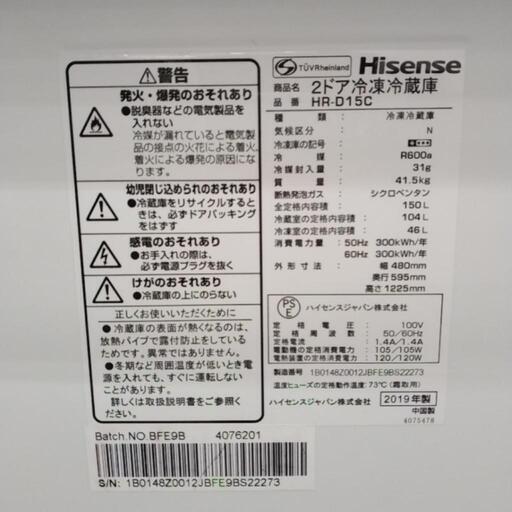 警告
発火・爆発のおそれあり
●脱臭器などの電気製品を
入れない
冷媒が漏れていると電気製
品の接点の火花による着火、
着火による爆発の原因にな
ります。
幼児閉じ込められのおそれあり
●冷蔵庫をリサイクルすると
きは、必ずドアパッキング
をはずす
感電のおそれあり
●お手入れの際は、
必ず電源プラグを抜く
けがのおそれあり
●冷蔵庫の上にのらない
正しくお使いいただくために
●冷蔵庫の表面が熱くなるのは、
放熱パイプで露付防止をしてい
るためです。異常ではありません。
●停止しても、すぐに運転しない
ことがあります。
詳しくは取扱説明書をご覧くだ
さい。
Batch.NO.BFE9B 4076201
S/N: 1B0148Z0012JBFE9BS22273
TÜVRheinland Hisense
商品名 2ドア冷凍冷蔵庫
品番 HR-D15C
種類: 冷凍冷蔵庫
気候区分: N
冷凍庫の記号:
冷媒: R600a
冷媒封入量: 31g
質量: 41.5kg
断熱発泡ガス: シクロペンタン
全定格内容積: 150L
冷蔵室の定格内容積: 104L
冷凍室の定格内容積: 46L
消費電力量: 50Hz 300kWh/年
60Hz 300kWh/年
外形寸法: 幅 480mm
奥行 595mm
高さ 1225mm
PS
E
ハイセンスジャパン株式会社
定格電圧: 100V
定格周波数: 50/60Hz
定格電流: 1.4A/1.4A
電動機の定格消費電力: 105/105W
電熱装置の定格消費電力: 120/120W
製造番号: 1B0148Z0012JBFE9BS22273
温度ヒューズの定格動作温度: 73℃ (霜取用)
ハイセンスジャパン株式会社
2019年製
中国製
4075478